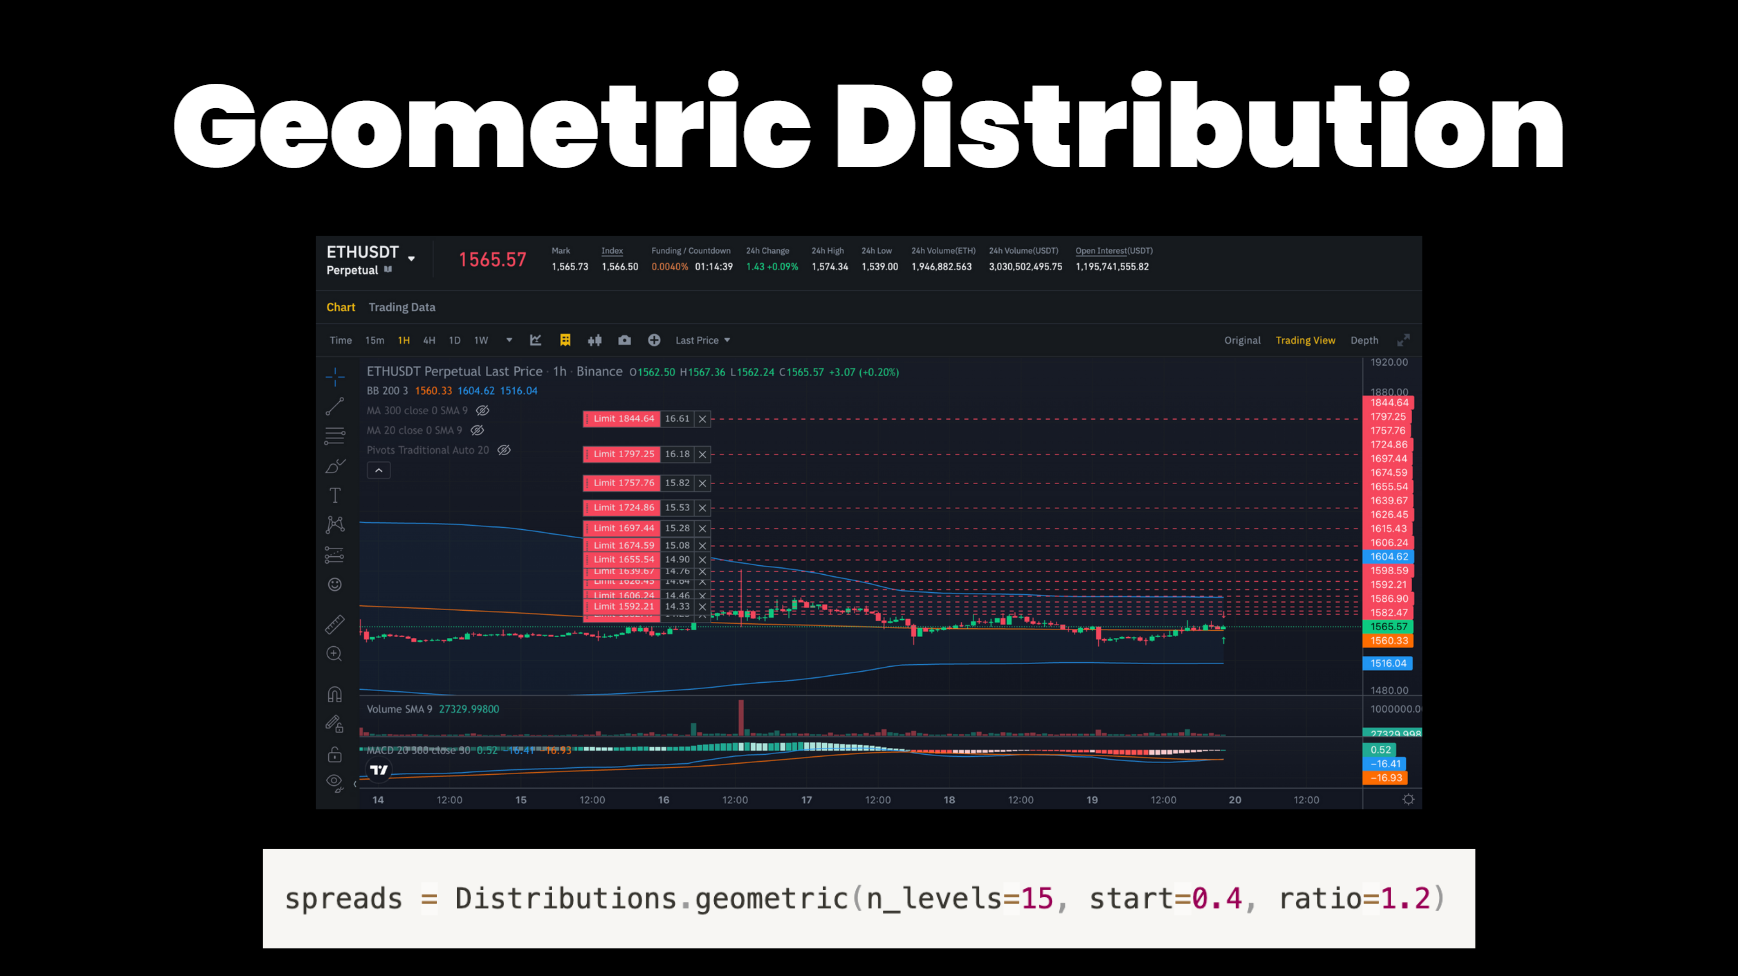 Geometric Distribution
ETHUSDT
Perpetual
1565.57
Mark
1,565.73
Index
1,566.50
Funding / Countdown
0.0040% 01:14:39
24h Change
1.43 +0.09%
24h High
1,574.34
24h Low
1,539.00
24h Volume(ETH)
1,946,882.563
24h Volume(USDT)
3,030,502,495.75
Open Interest(USDT)
1,195,741,555.82
Chart Trading Data
Time 15m 1H 4H 1D 1W Last Price Original Trading View Depth
ETHUSDT Perpetual Last Price · 1h · Binance O1562.50 H1567.36 L1562.24 C1565.57 +3.07 (+0.20%)
BB 200 3 1560.33 1604.62 1516.04
MA 300 close 0 SMA 9
MA 20 close 0 SMA 9
Pivots Traditional Auto 20
Limit 1844.64 16.61
Limit 1797.25 16.18
Limit 1757.76 15.82
Limit 1724.86 15.53
Limit 1697.44 15.28
Limit 1674.59 15.08
Limit 1655.54 14.90
Limit 1639.67 14.76
Limit 1626.45 14.64
Limit 1606.24 14.46
Limit 1592.21 14.33
1920.00
1880.00
1844.64
1797.25
1757.76
1724.86
1697.44
1674.59
1655.54
1639.67
1626.45
1615.43
1606.24
1604.62
1598.59
1592.21
1586.90
1582.47
1565.57
1560.33
1516.04
1480.00
Volume SMA 9 27329.99800
1000000.0
27329.998
MACD 20 300 close 50 0.52 −16.41 −16.93
0.52
−16.41
−16.93
14 12:00 15 12:00 16 12:00 17 12:00 18 12:00 19 12:00 20 12:00
spreads = Distributions.geometric(n_levels=15, start=0.4, ratio=1.2)